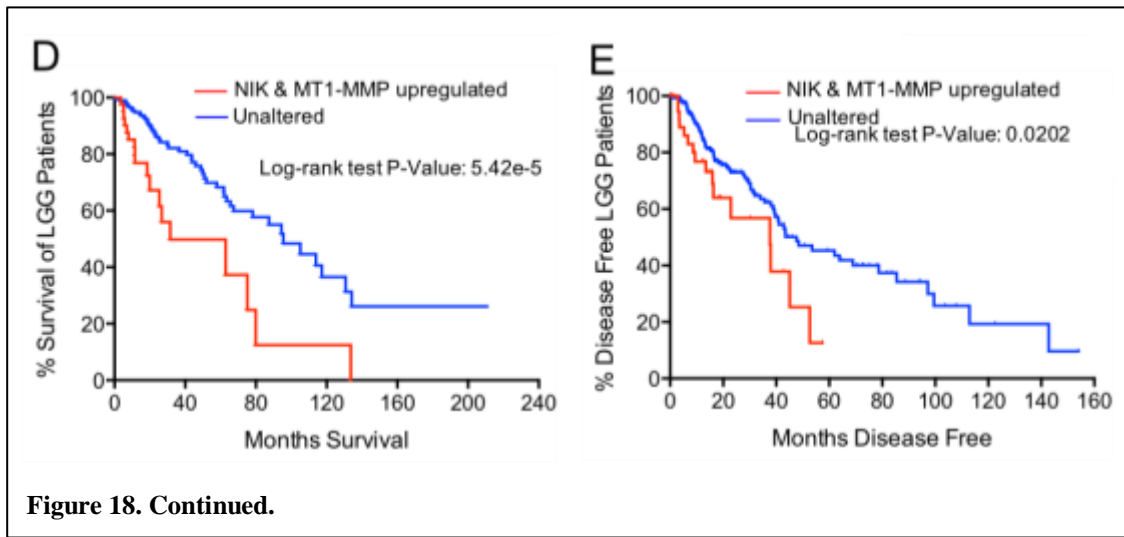 D
NIK & MT1-MMP upregulated
Unaltered
Log-rank test P-Value: 5.42e-5
% Survival of LGG Patients
100
80
60
40
20
0
0 40 80 120 160 200 240
Months Survival
E
NIK & MT1-MMP upregulated
Unaltered
Log-rank test P-Value: 0.0202
% Disease Free LGG Patients
100
80
60
40
20
0
0 20 40 60 80 100 120 140 160
Months Disease Free
Figure 18. Continued.